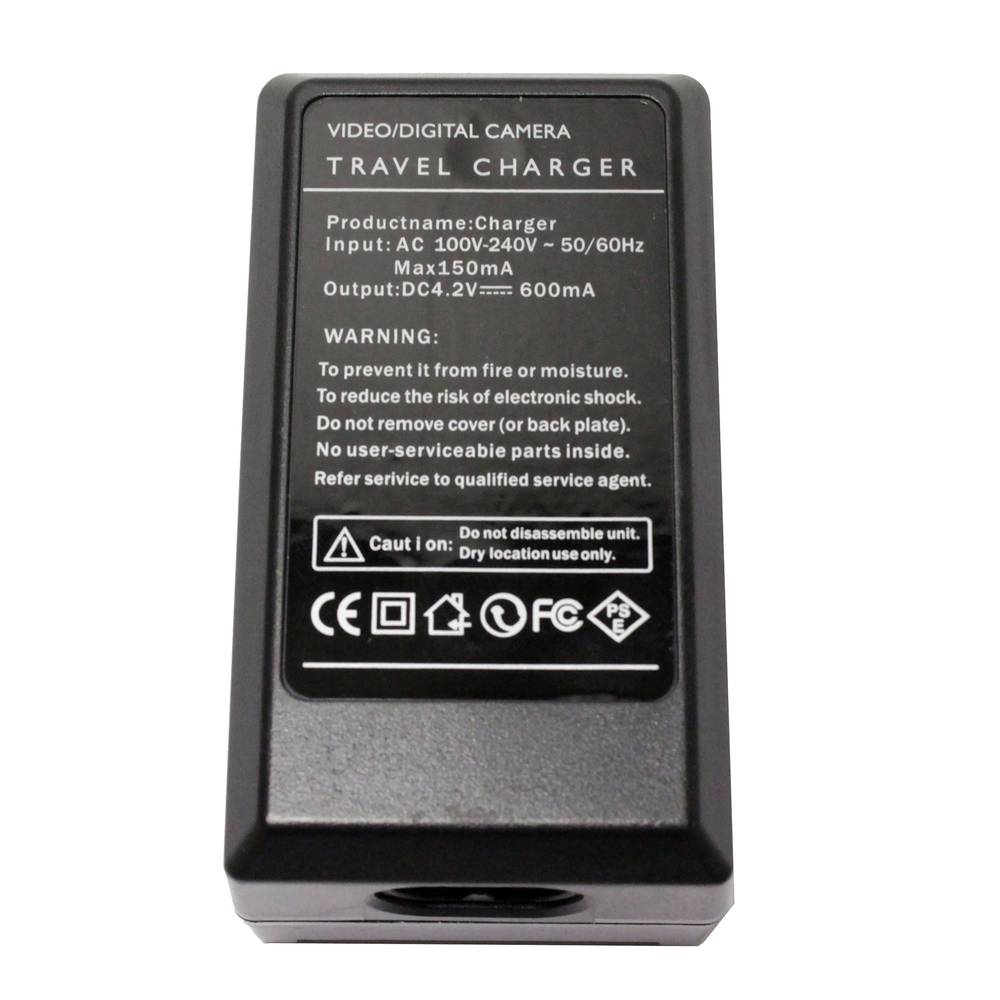 VIDEO/DIGITAL CAMERA
TRAVEL CHARGER
Productname:Charger
Input: AC 100V-240V ~ 50/60Hz
Max150mA
Output:DC4.2V⎓ 600mA
WARNING:
To prevent it from fire or moisture.
To reduce the risk of electronic shock.
Do not remove cover (or back plate).
No user-serviceable parts inside.
Refer serivice to qualified service agent.
Caut i on: Do not disassemble unit.
Dry location use only.
CE FC PSE